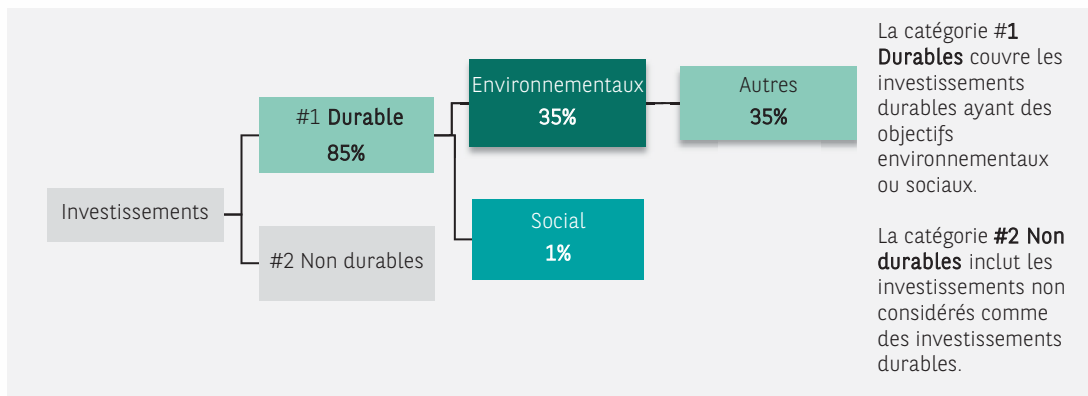 Investissements
#1 Durable
85%
#2 Non durables
Environnementaux
35%
Social
1%
Autres
35%
La catégorie #1
Durables couvre les
investissements
durables ayant des
objectifs
environnementaux
ou sociaux.
La catégorie #2 Non
durables inclut les
investissements non
considérés comme
des investissements
durables.